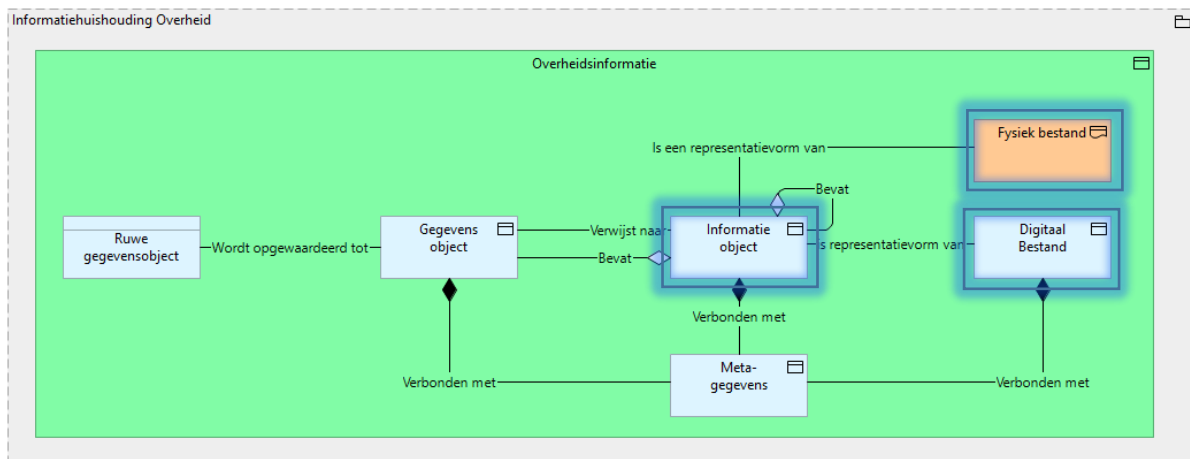 Informatiehuishouding Overheid
Overheidsinformatie
Fysiek bestand
Is een representatievorm van
Bevat
Ruwe
gegevensobject
Wordt opgewaardeerd tot
Gegevens
object
Verwijst naar
Bevat
Informatie
object
is representatievorm van
Digitaal
Bestand
Verbonden met
Verbonden met
Meta-
gegevens
Verbonden met